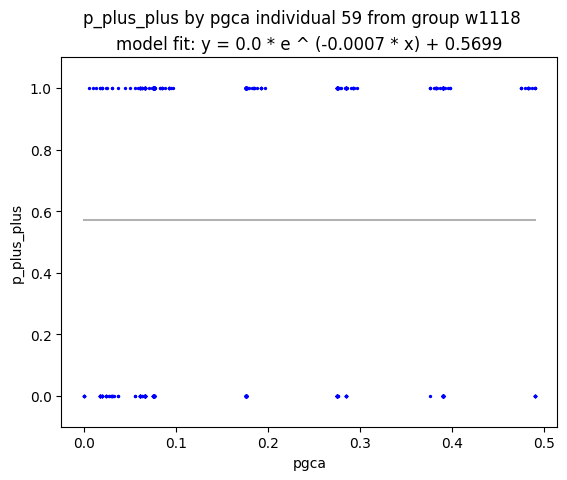 p_plus_plus by pgca individual 59 from group w1118
model fit: y = 0.0 * e ^ (-0.0007 * x) + 0.5699
1.0
0.8
0.6
0.4
0.2
0.0
p_plus_plus
0.0 0.1 0.2 0.3 0.4 0.5
pgca